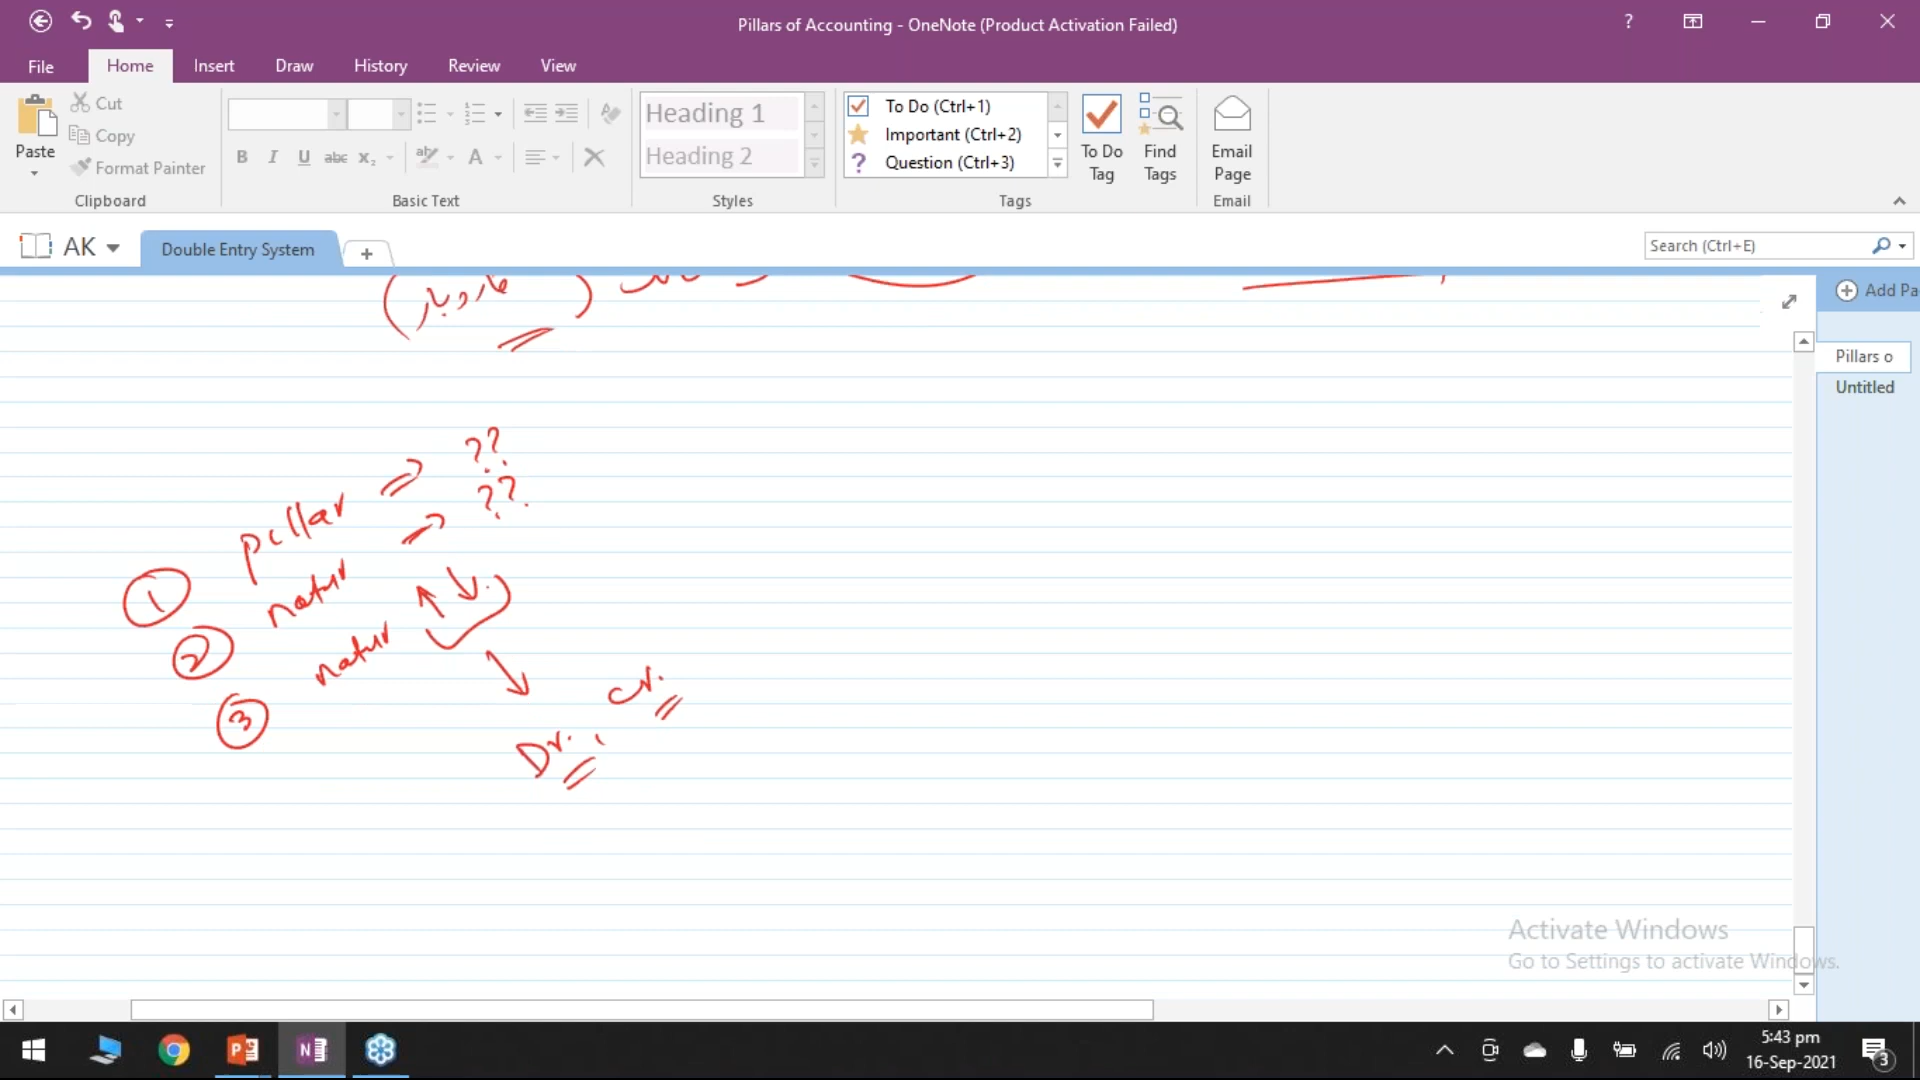 Pillars of Accounting - OneNote (Product Activation Failed)
?
File Home Insert Draw History Review View
Paste
Cut
Copy
Format Painter
Clipboard
B I U abc x₂ A
Basic Text
Heading 1
Heading 2
Styles
To Do (Ctrl+1)
Important (Ctrl+2)
? Question (Ctrl+3)
Tags
To Do Tag
Find Tags
Email Page
Email
AK
Double Entry System
+
Search (Ctrl+E)
Add Pa
Pillars o
Untitled
(کاروبار)
1 pillar ⇒ ??
2 natur ⇒ ??
3 natur ↑ ↓
Dr. , Cr.
Activate Windows
Go to Settings to activate Windows.
5:43 pm
16-Sep-2021
3